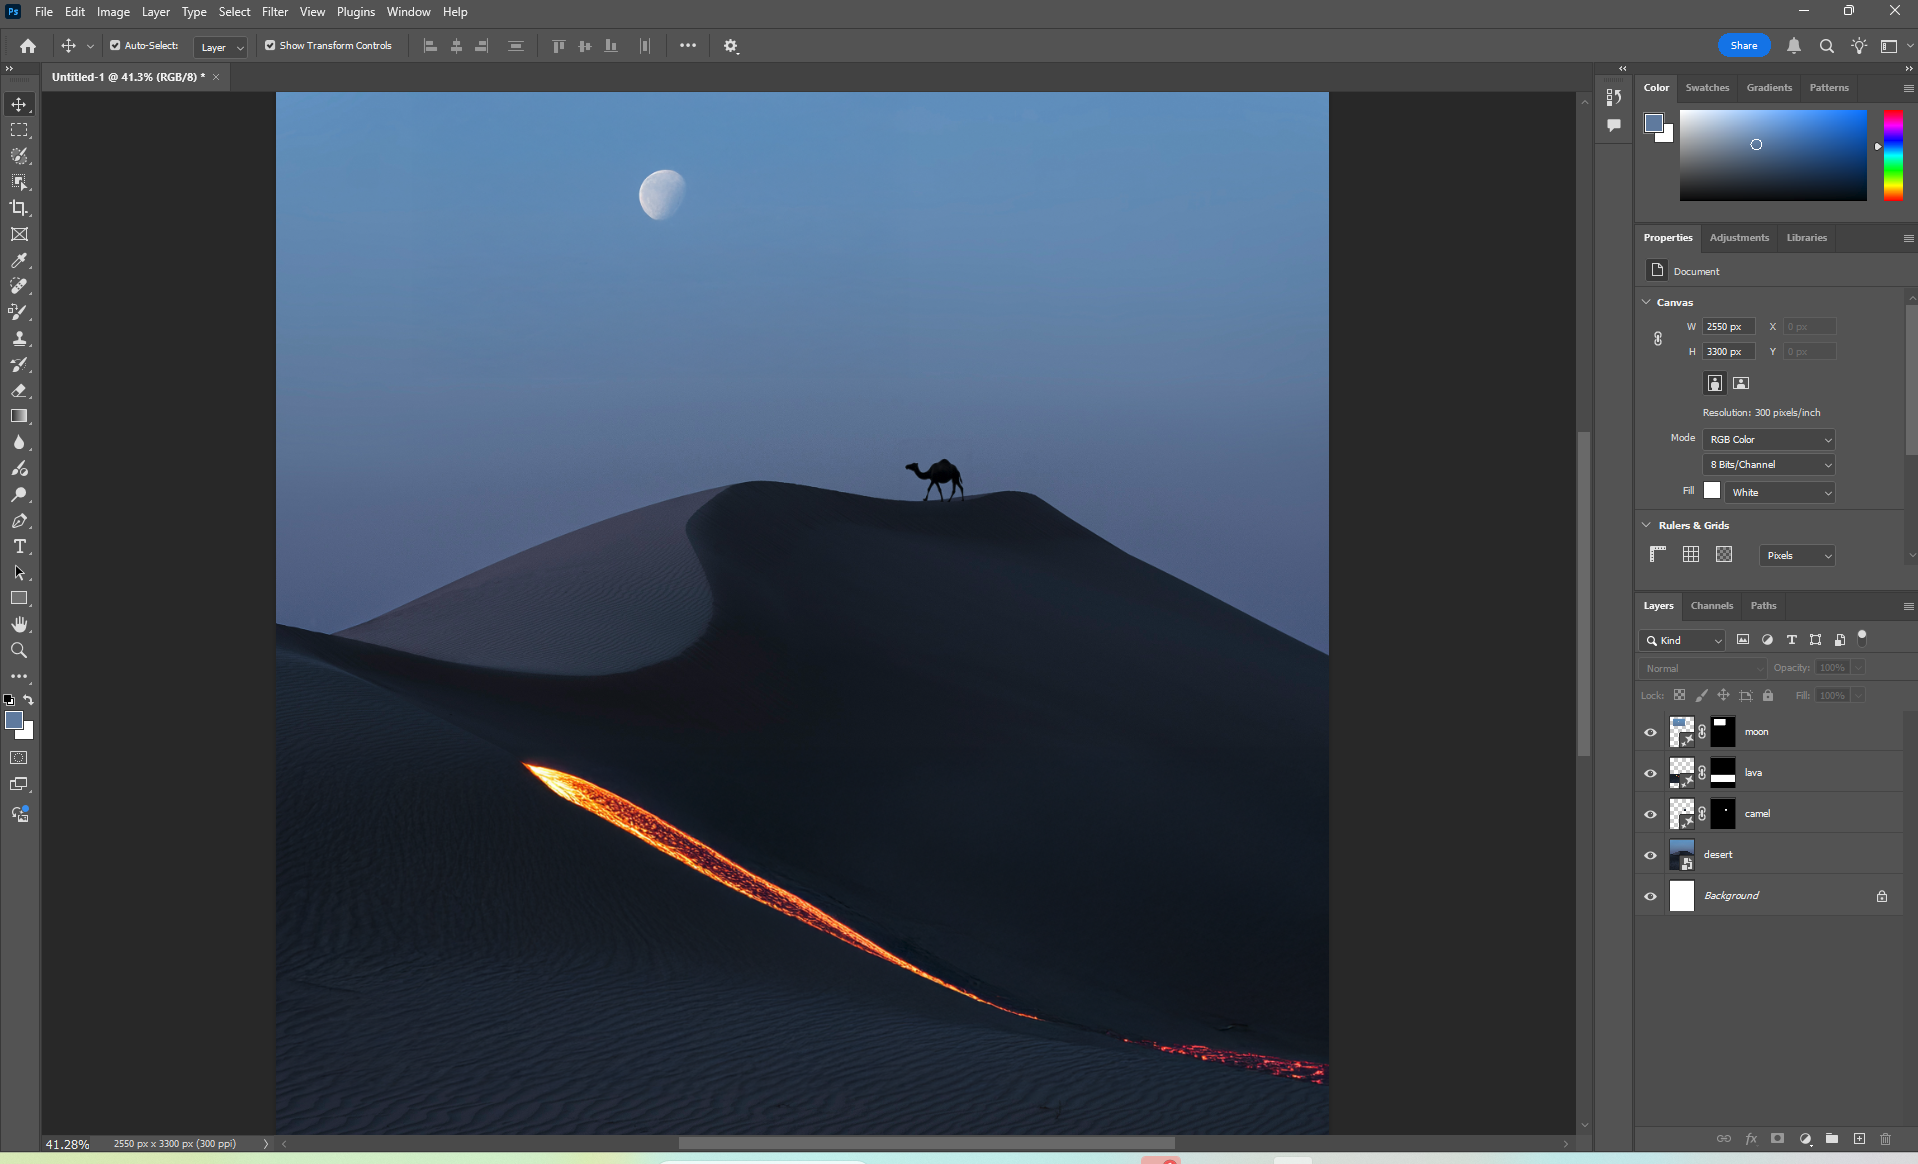 Ps File Edit Image Layer Type Select Filter View Plugins Window Help
Auto-Select: Layer Show Transform Controls Share
Untitled-1 @ 41.3% (RGB/8) *
Color Swatches Gradients Patterns
Properties Adjustments Libraries
Document
Canvas
W 2550 px X 0 px
H 3300 px Y 0 px
Resolution: 300 pixels/inch
Mode RGB Color
8 Bits/Channel
Fill White
Rulers & Grids
Pixels
Layers Channels Paths
Kind
Normal Opacity: 100%
Lock: Fill: 100%
moon
lava
camel
desert
Background
41.28% 2550 px x 3300 px (300 ppi)